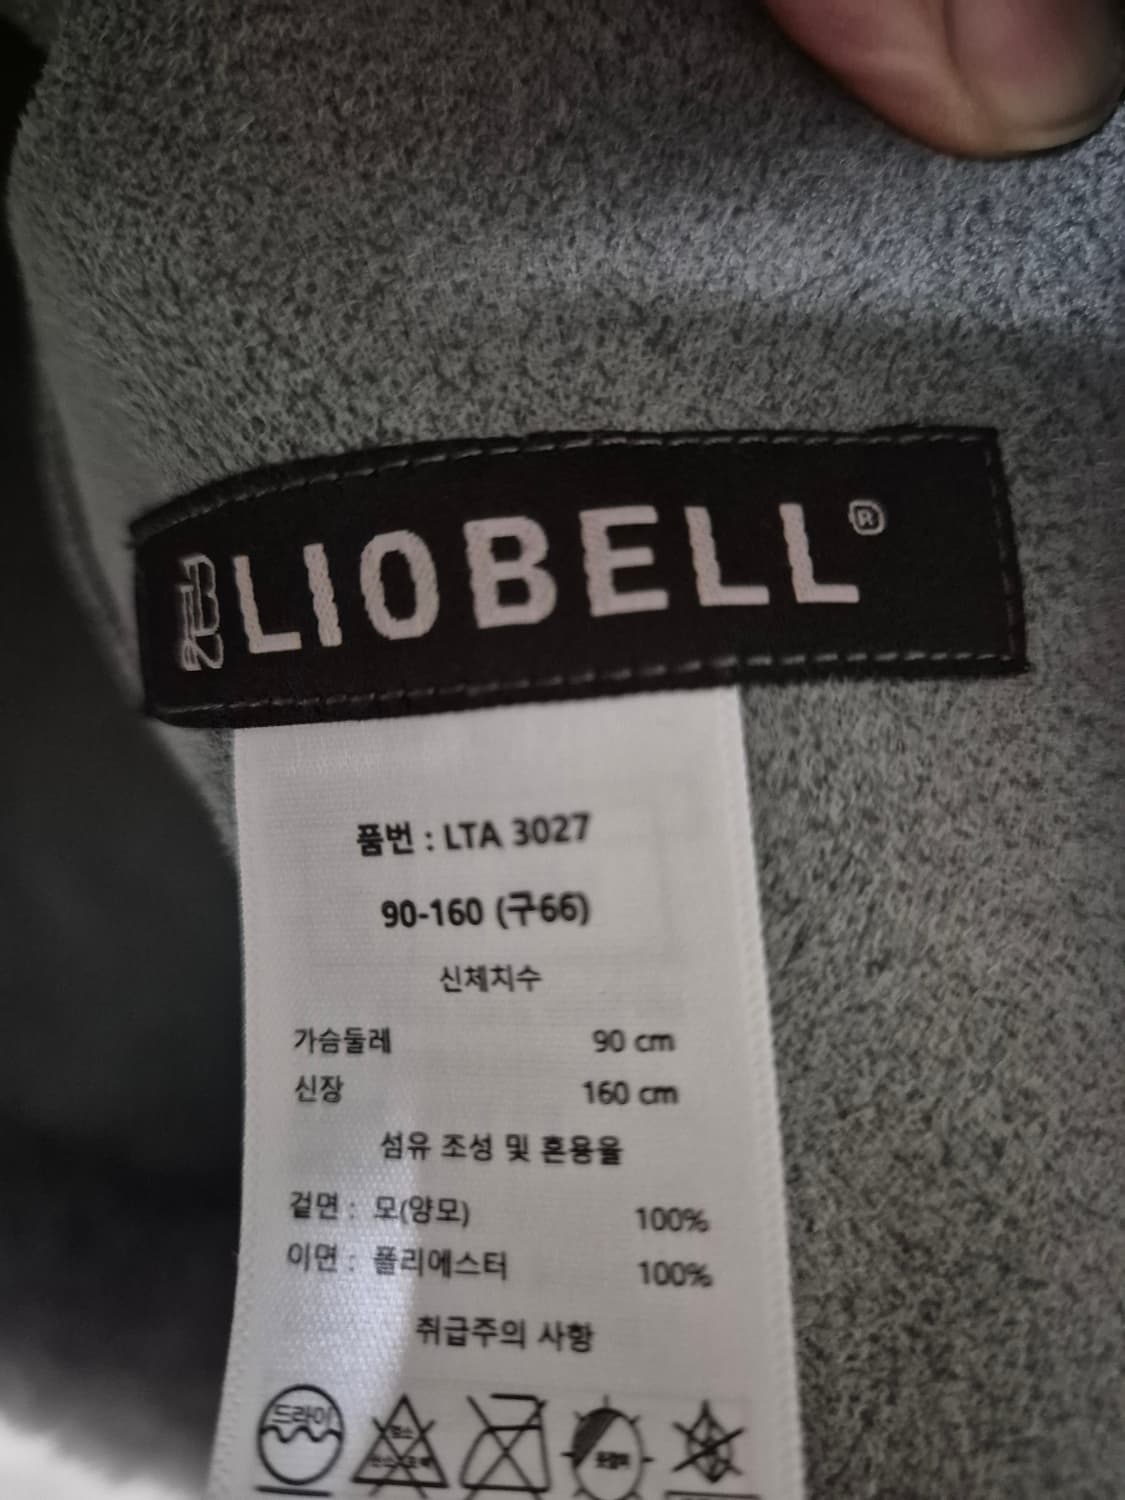 LIOBELL®
품번 : LTA 3027
90-160 (구66)
신체치수
가슴둘레 90 cm
신장 160 cm
섬유 조성 및 혼용율
겉면 : 모(양모) 100%
이면 : 폴리에스터 100%
취급주의 사항
드라이